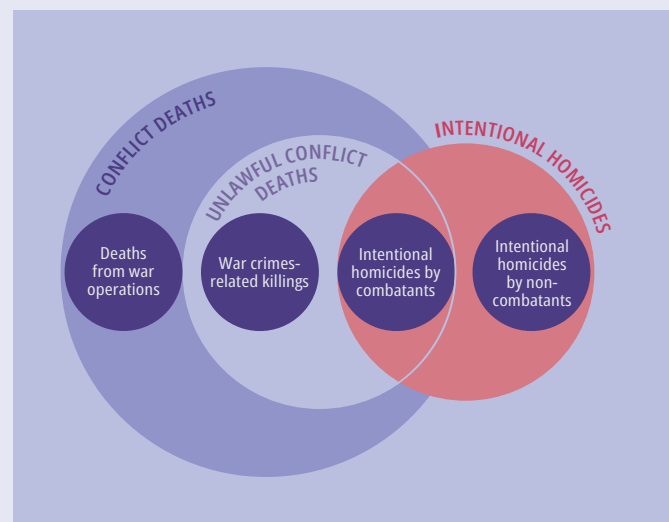 CONFLICT DEATHS
UNLAWFUL CONFLICT
DEATHS
INTENTIONAL HOMICIDES
Deaths
from war
operations
War crimes-
related killings
Intentional
homicides by
combatants
Intentional
homicides
by non-
combatants